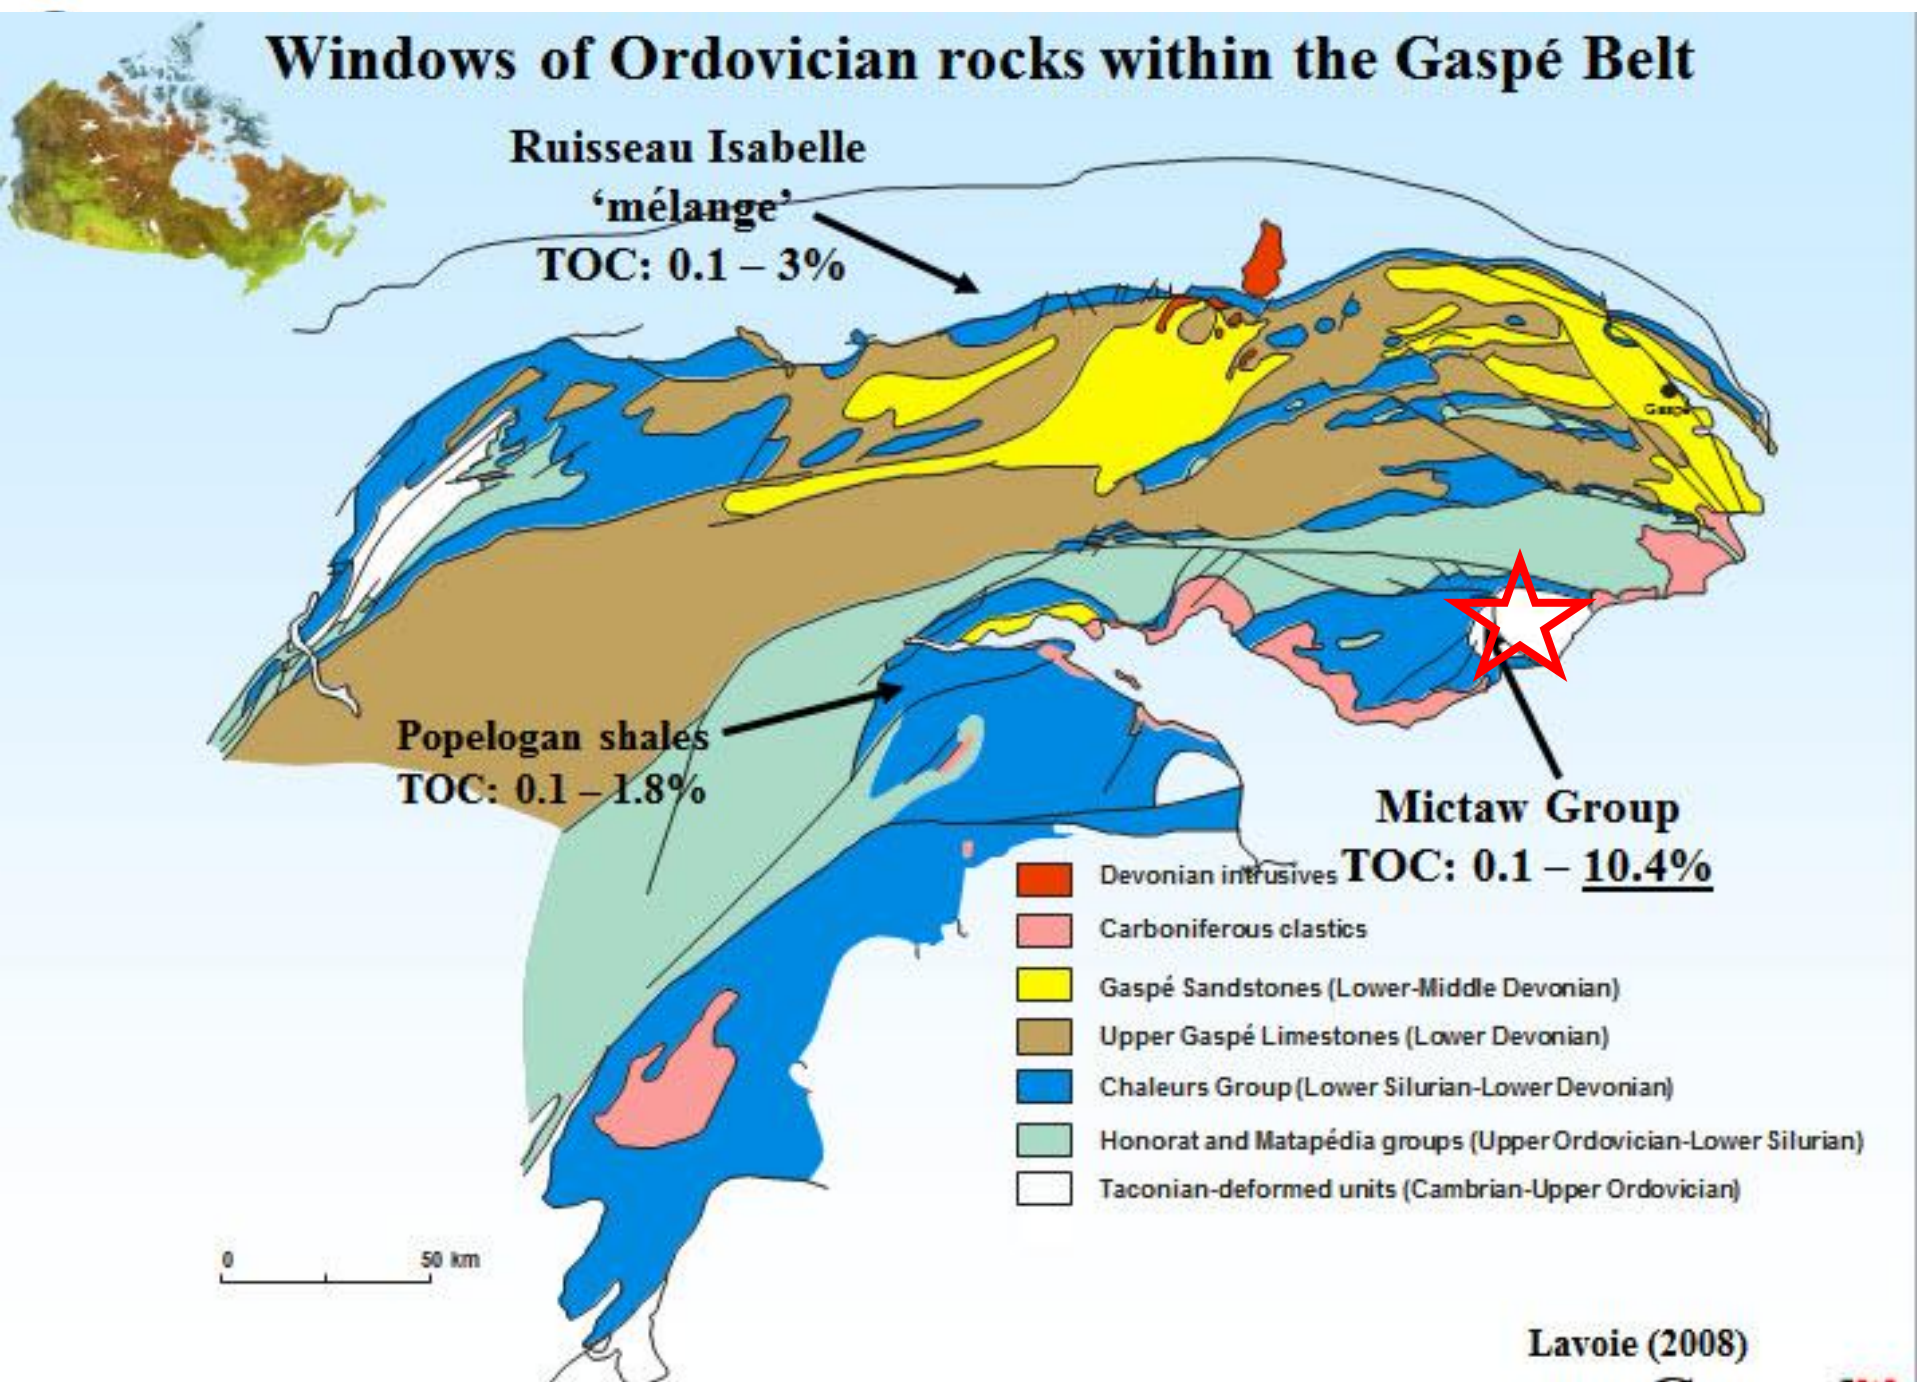 Windows of Ordovician rocks within the Gaspé Belt
Ruisseau Isabelle
‘mélange’
TOC: 0.1 – 3%
Gaspé
Popelogan shales
TOC: 0.1 – 1.8%
Mictaw Group
TOC: 0.1 – 10.4%
Devonian intrusives
Carboniferous clastics
Gaspé Sandstones (Lower-Middle Devonian)
Upper Gaspé Limestones (Lower Devonian)
Chaleurs Group (Lower Silurian-Lower Devonian)
Honorat and Matapédia groups (Upper Ordovician-Lower Silurian)
Taconian-deformed units (Cambrian-Upper Ordovician)
0 50 km
Lavoie (2008)